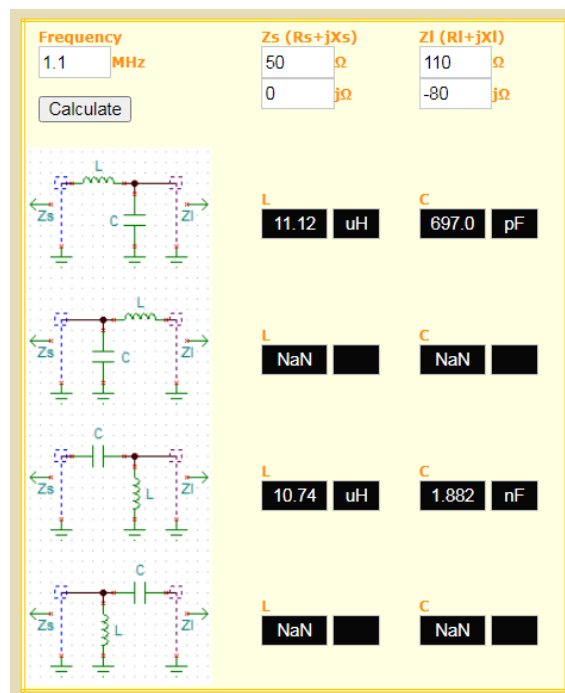 Frequency Zs (Rs+jXs) Zl (Rl+jXl)
1.1 MHz 50 Ω 110 Ω
Calculate 0 jΩ -80 jΩ
L
Zs C Zl
L C
11.12 uH 697.0 pF
L
Zs C Zl
L C
NaN NaN
C
Zs L Zl
L C
10.74 uH 1.882 nF
C
Zs L Zl
L C
NaN NaN